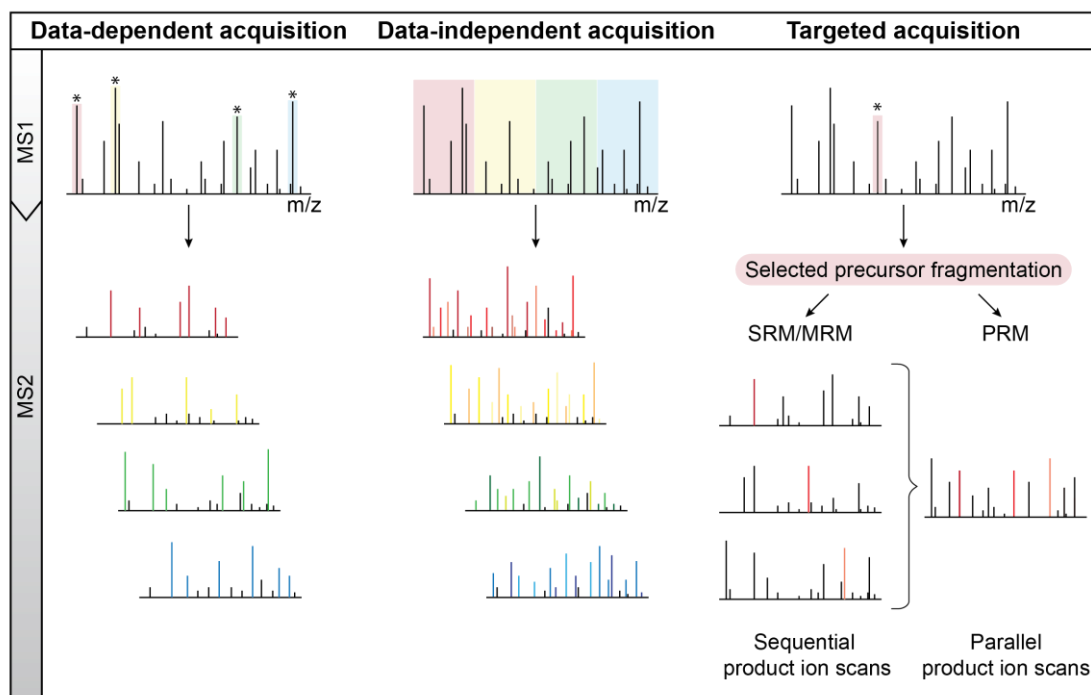 Data-dependent acquisition
Data-independent acquisition
Targeted acquisition
MS1
* * * *
*
m/z
m/z
m/z
MS2
Selected precursor fragmentation
SRM/MRM
PRM
Sequential
product ion scans
Parallel
product ion scans